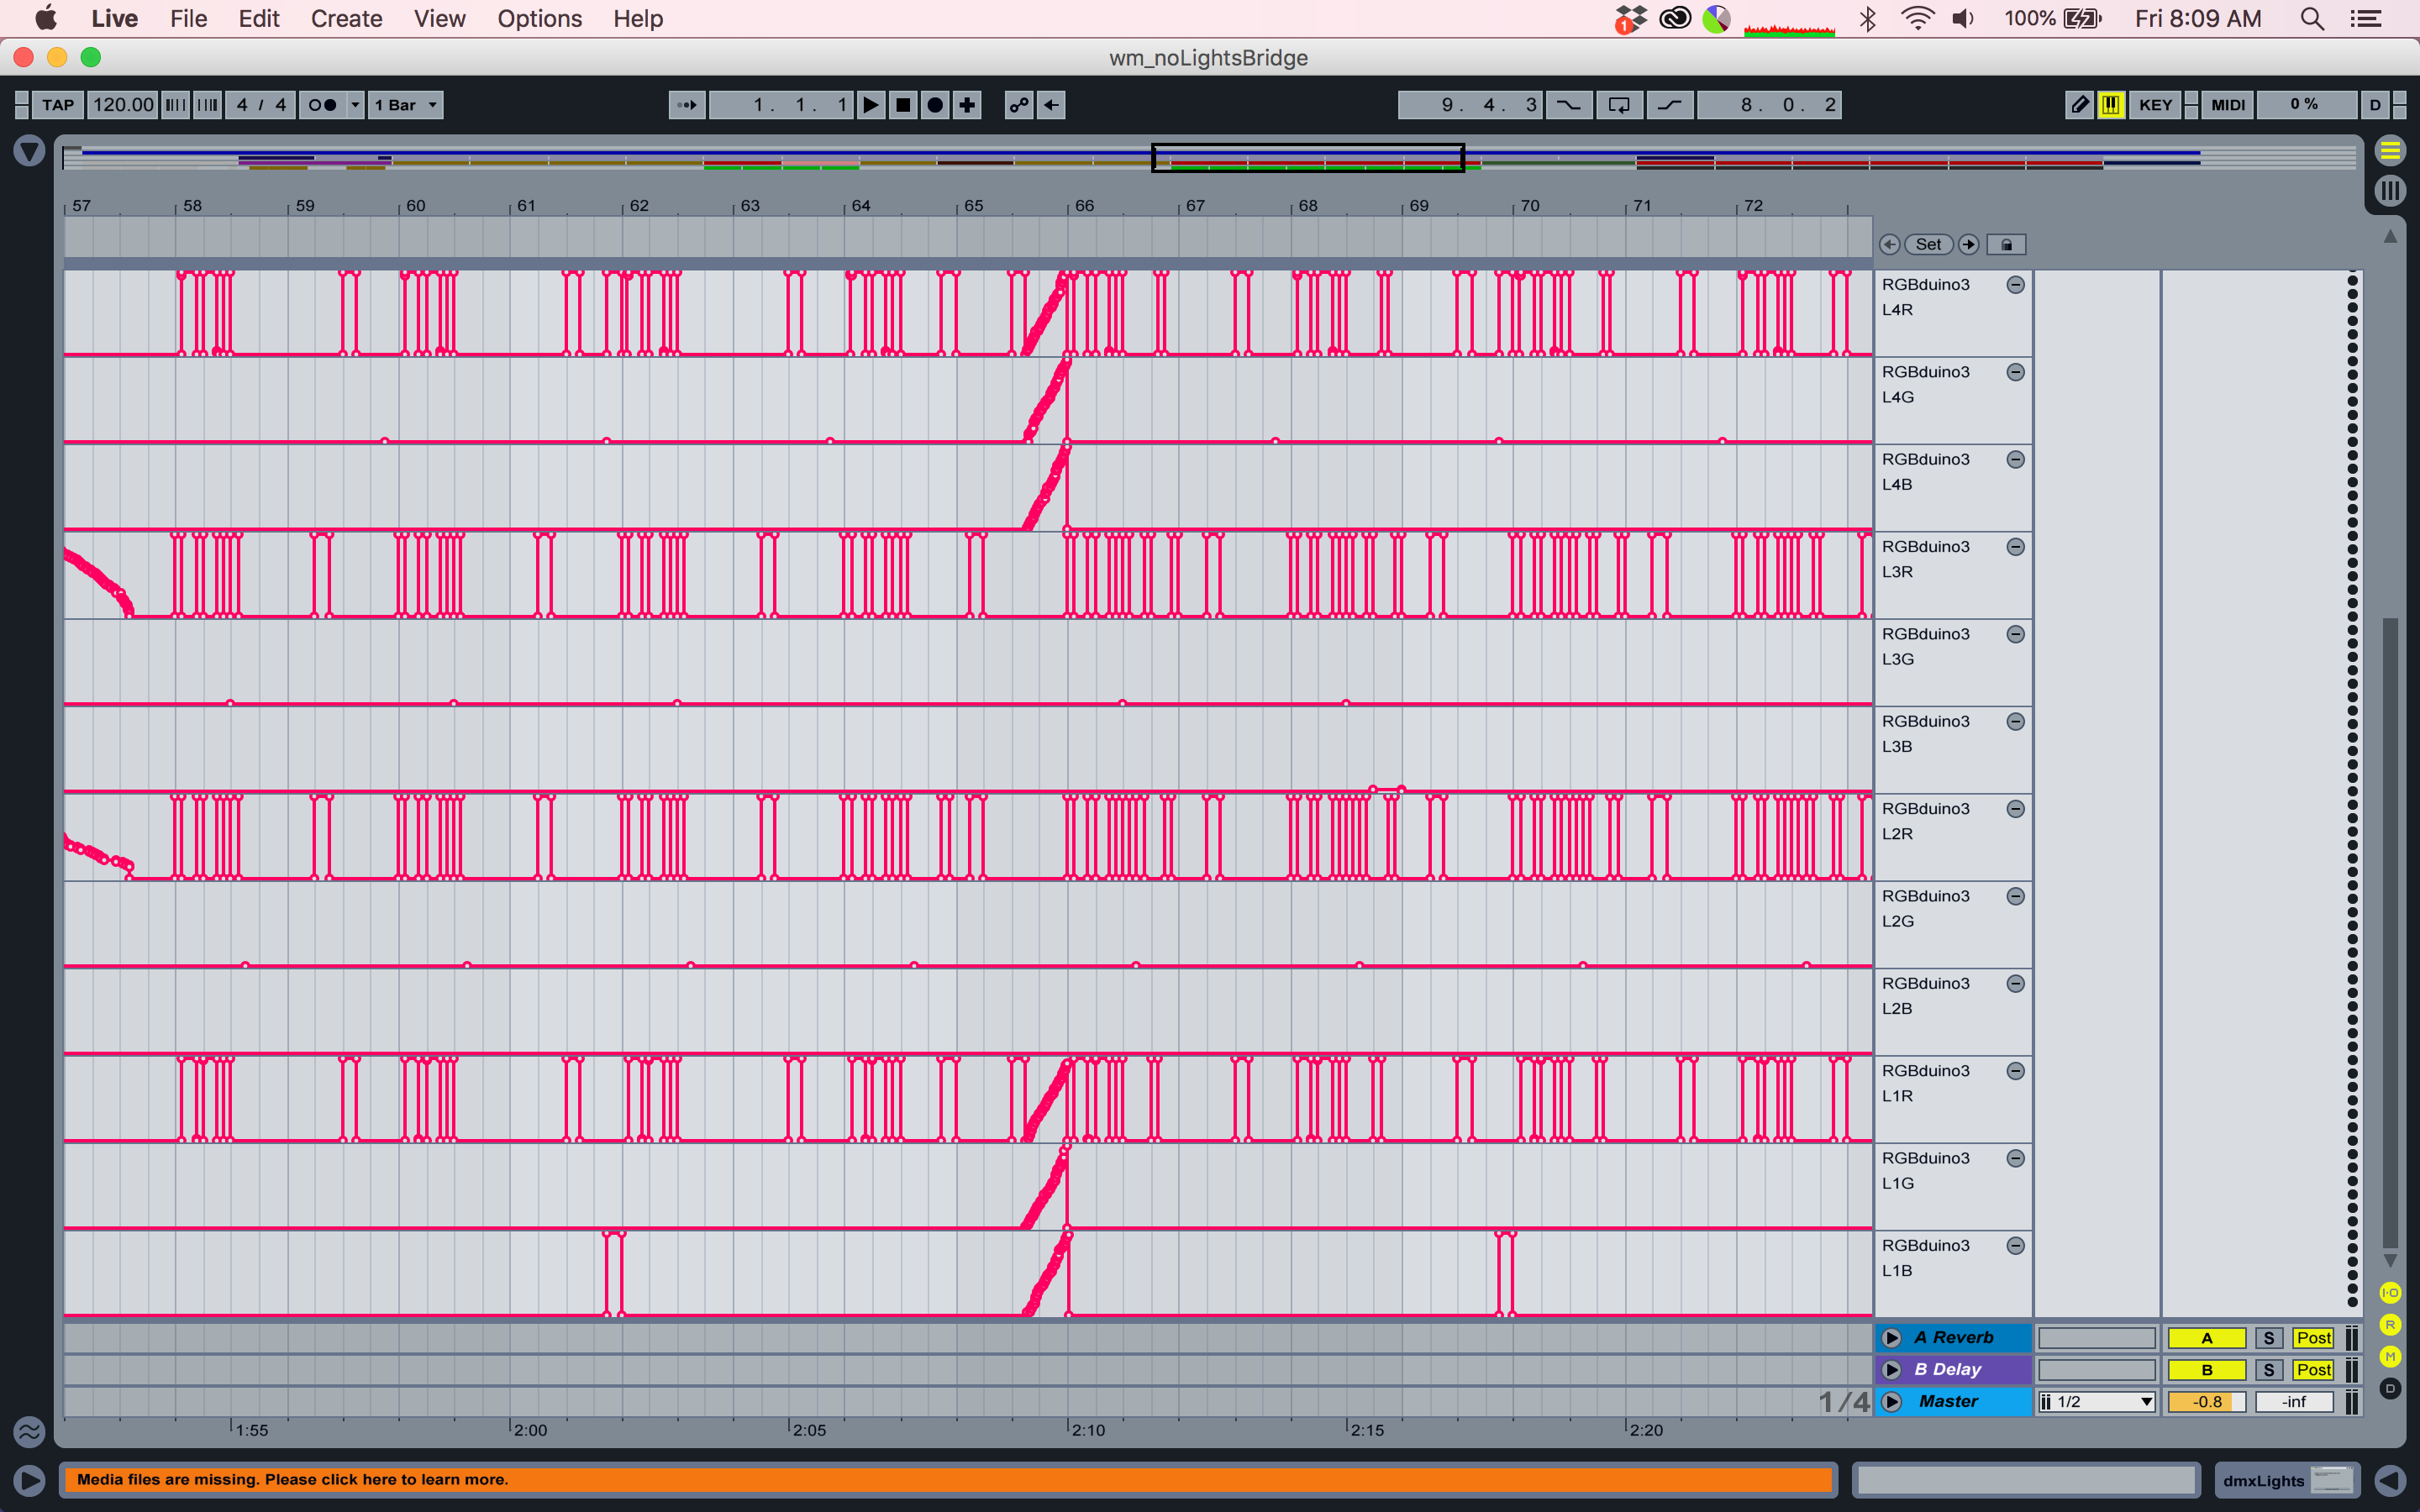 Live File Edit Create View Options Help 1 100% Fri 8:09 AM
wm_noLightsBridge
TAP 120.00 4 / 4 1 Bar 1. 1. 1 9. 4. 3 8. 0. 2 KEY MIDI 0 % D
57 58 59 60 61 62 63 64 65 66 67 68 69 70 71 72
Set
RGBduino3
L4R
RGBduino3
L4G
RGBduino3
L4B
RGBduino3
L3R
RGBduino3
L3G
RGBduino3
L3B
RGBduino3
L2R
RGBduino3
L2G
RGBduino3
L2B
RGBduino3
L1R
RGBduino3
L1G
RGBduino3
L1B
I·O
R
M
D
A Reverb A S Post
B Delay B S Post
1/4 Master 1/2 -0.8 -inf
1:55 2:00 2:05 2:10 2:15 2:20
Media files are missing. Please click here to learn more. dmxLights